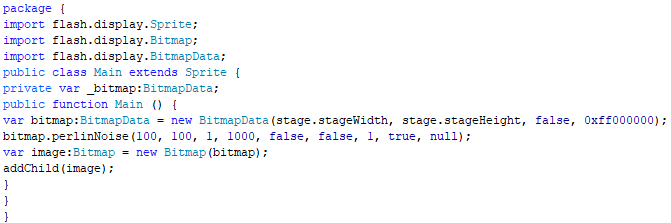 package {
import flash.display.Sprite;
import flash.display.Bitmap;
import flash.display.BitmapData;
public class Main extends Sprite {
private var _bitmap:BitmapData;
public function Main () {
var bitmap:BitmapData = new BitmapData(stage.stageWidth, stage.stageHeight, false, 0xff000000);
bitmap.perlinNoise(100, 100, 1, 1000, false, false, 1, true, null);
var image:Bitmap = new Bitmap(bitmap);
addChild(image);
}
}
}